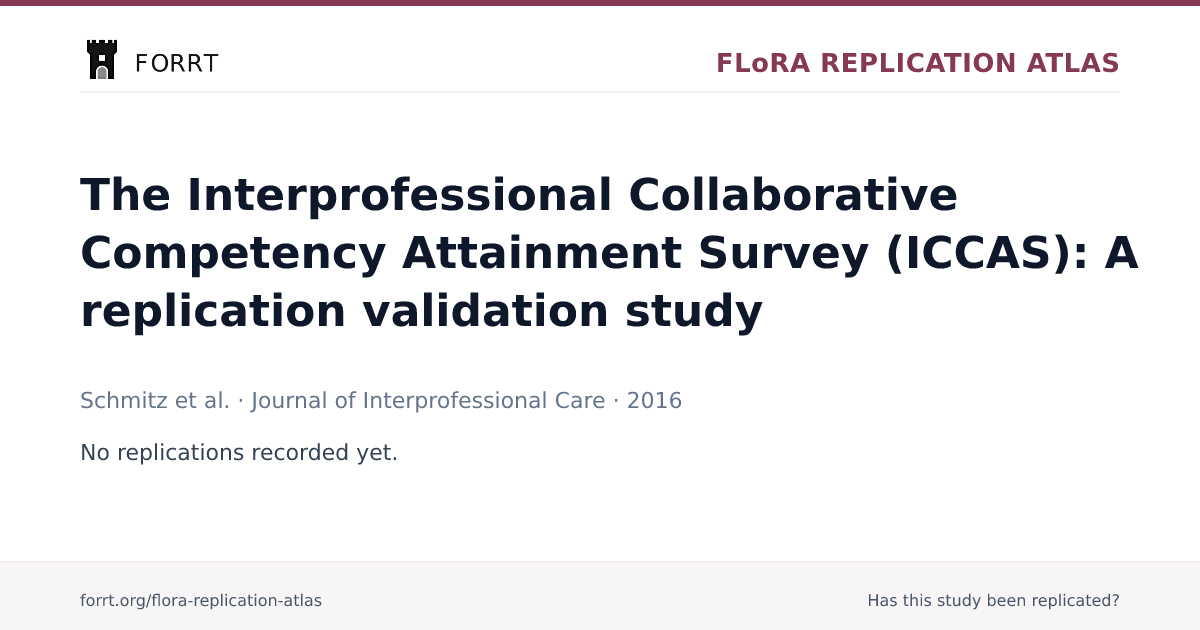 FORRT
FLoRA REPLICATION ATLAS
The Interprofessional Collaborative
Competency Attainment Survey (ICCAS): A
replication validation study
Schmitz et al. · Journal of Interprofessional Care · 2016
No replications recorded yet.
forrt.org/flora-replication-atlas
Has this study been replicated?